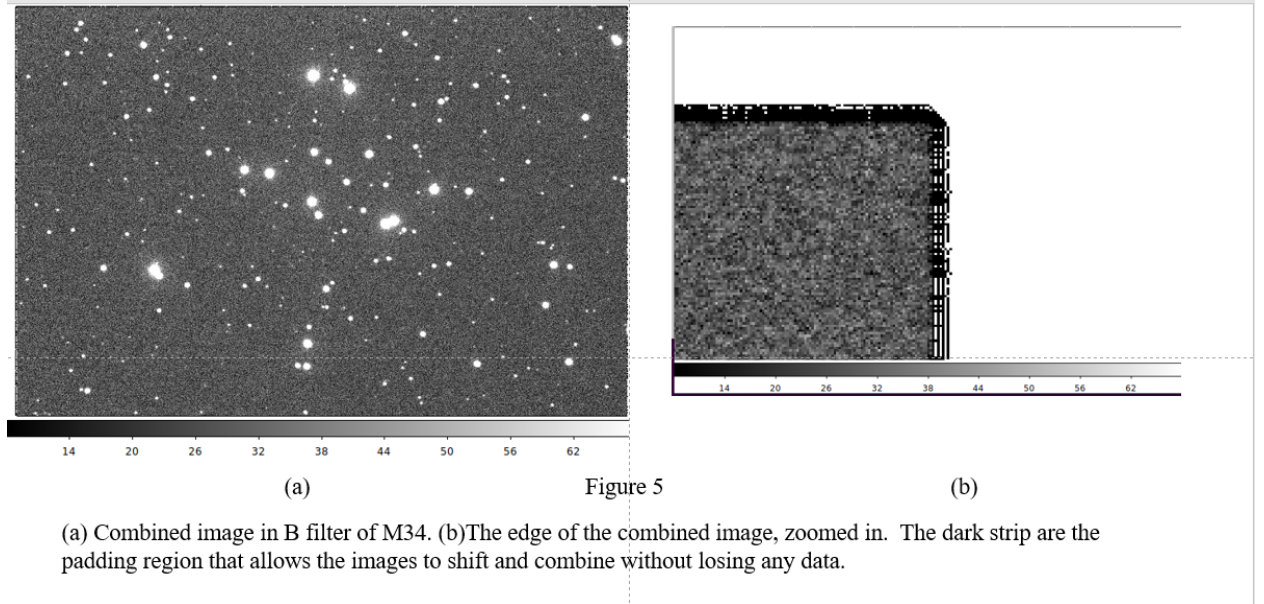 14 20 26 32 38 44 50 56 62
14 20 26 32 38 44 50 56 62
(a) Figure 5 (b)
(a) Combined image in B filter of M34. (b)The edge of the combined image, zoomed in.  The dark strip are the
padding region that allows the images to shift and combine without losing any data.